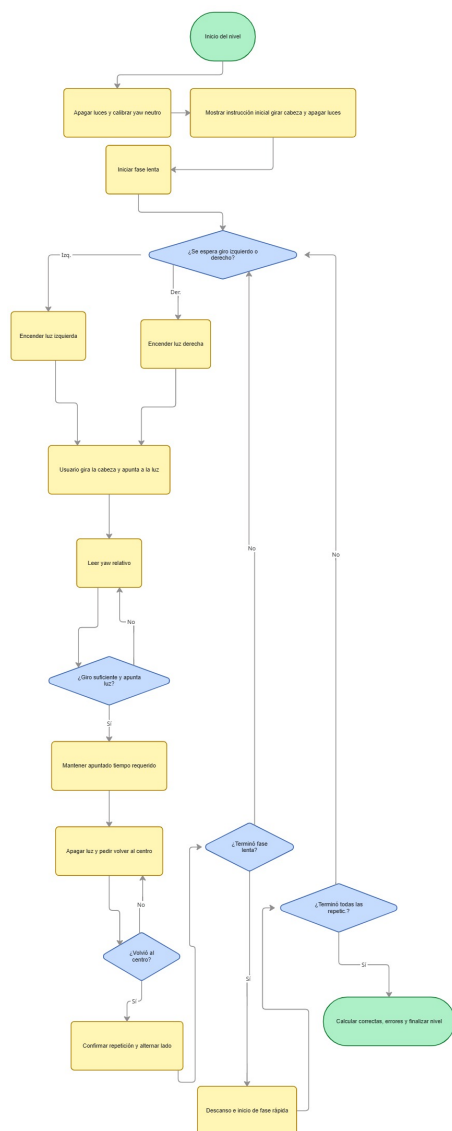 Inicio del nivel
Apagar luces y calibrar yaw neutro
Mostrar instrucción inicial girar cabeza y apagar luces
Iniciar fase lenta
¿Se espera giro izquierdo o
derecho?
Izq.
Der.
Encender luz izquierda
Encender luz derecha
Usuario gira la cabeza y apunta a la luz
Leer yaw relativo
No
¿Giro suficiente y apunta
luz?
Sí
Mantener apuntado tiempo requerido
Apagar luz y pedir volver al centro
No
¿Volvió al
centro?
Sí
Confirmar repetición y alternar lado
No
¿Terminó fase
lenta?
Sí
Descanso e inicio de fase rápida
No
¿Terminó todas las
repetic.?
Sí
Calcular correctas, errores y finalizar nivel